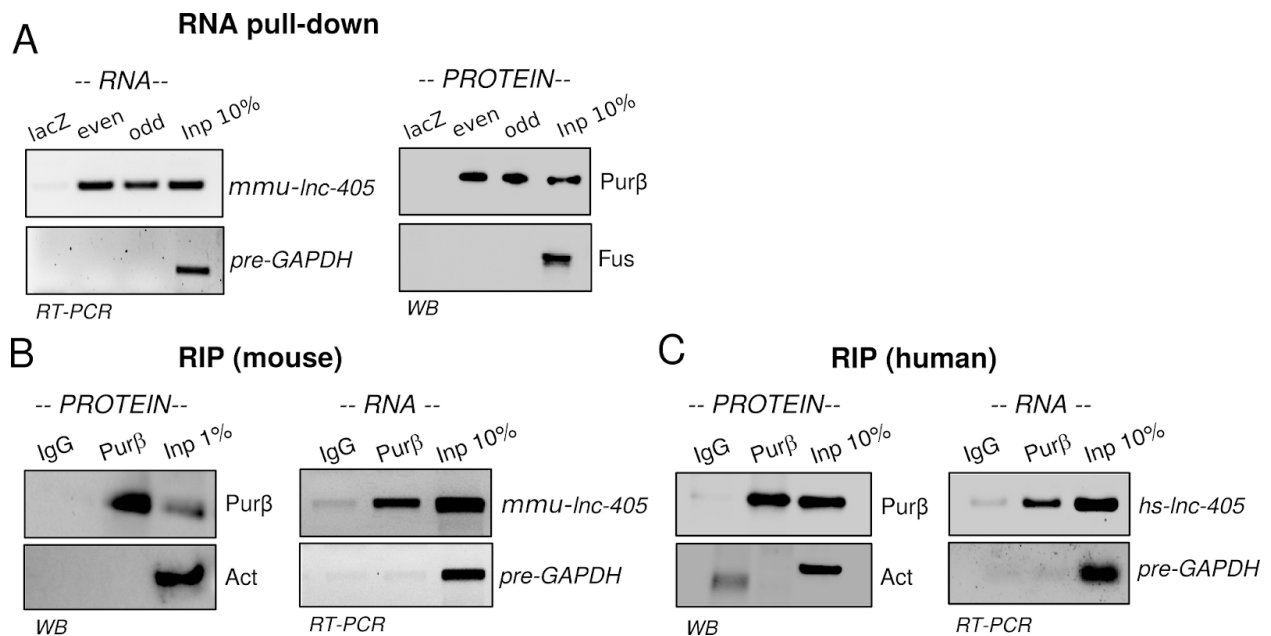 A
RNA pull-down
-- RNA--
lacZ even odd Inp 10%
mmu-lnc-405
pre-GAPDH
RT-PCR
-- PROTEIN--
lacZ even odd Inp 10%
Purβ
Fus
WB
B
RIP (mouse)
-- PROTEIN--
IgG Purβ Inp 1%
Purβ
Act
WB
-- RNA --
IgG Purβ Inp 10%
mmu-lnc-405
pre-GAPDH
RT-PCR
C
RIP (human)
-- PROTEIN--
IgG Purβ Inp 10%
Purβ
Act
WB
-- RNA --
IgG Purβ Inp 10%
hs-lnc-405
pre-GAPDH
RT-PCR